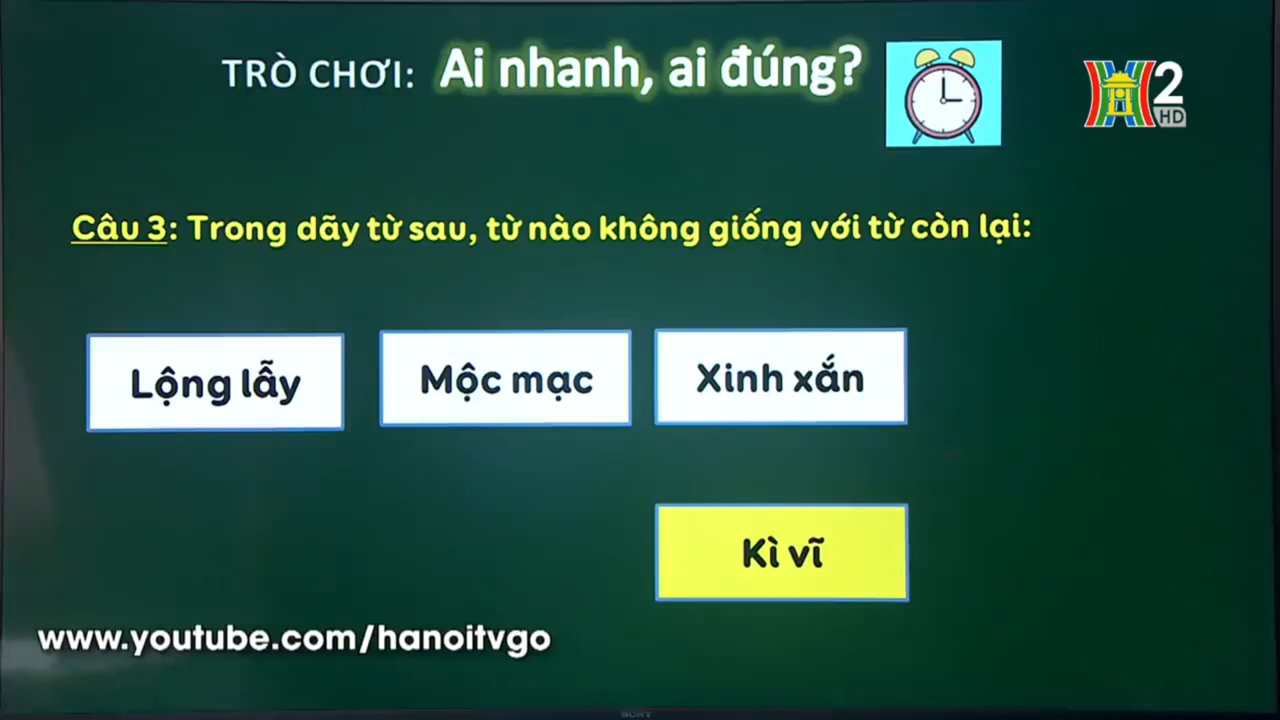 TRÒ CHƠI: Ai nhanh, ai đúng?
2
HD
Câu 3: Trong dãy từ sau, từ nào không giống với từ còn lại:
Lộng lẫy
Mộc mạc
Xinh xắn
Kì vĩ
www.youtube.com/hanoitvgo
SONY